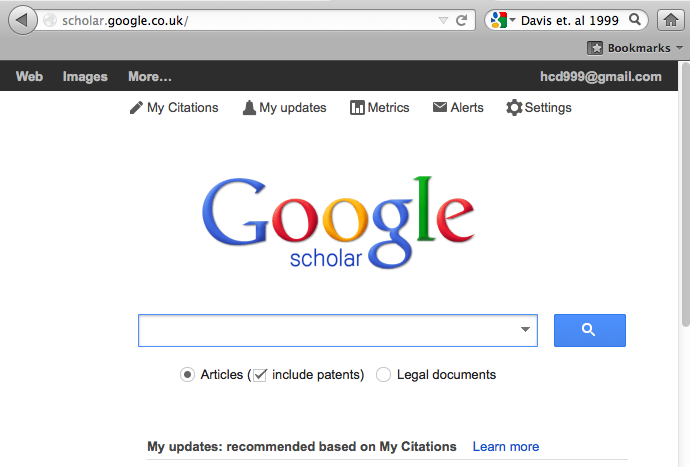 scholar.google.co.uk/ Davis et. al 1999
Bookmarks
Web Images More... hcd999@gmail.com
My Citations My updates Metrics Alerts Settings
Google
scholar
Articles ( include patents) Legal documents
My updates: recommended based on My Citations Learn more